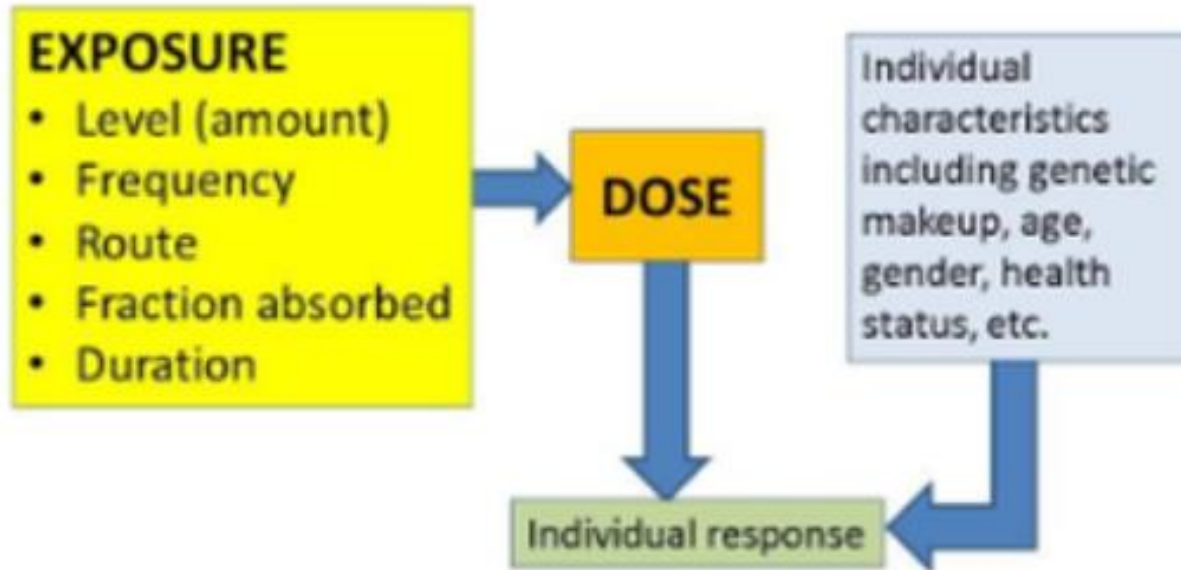 EXPOSURE
• Level (amount)
• Frequency
• Route
• Fraction absorbed
• Duration
DOSE
Individual
characteristics
including genetic
makeup, age,
gender, health
status, etc.
Individual response